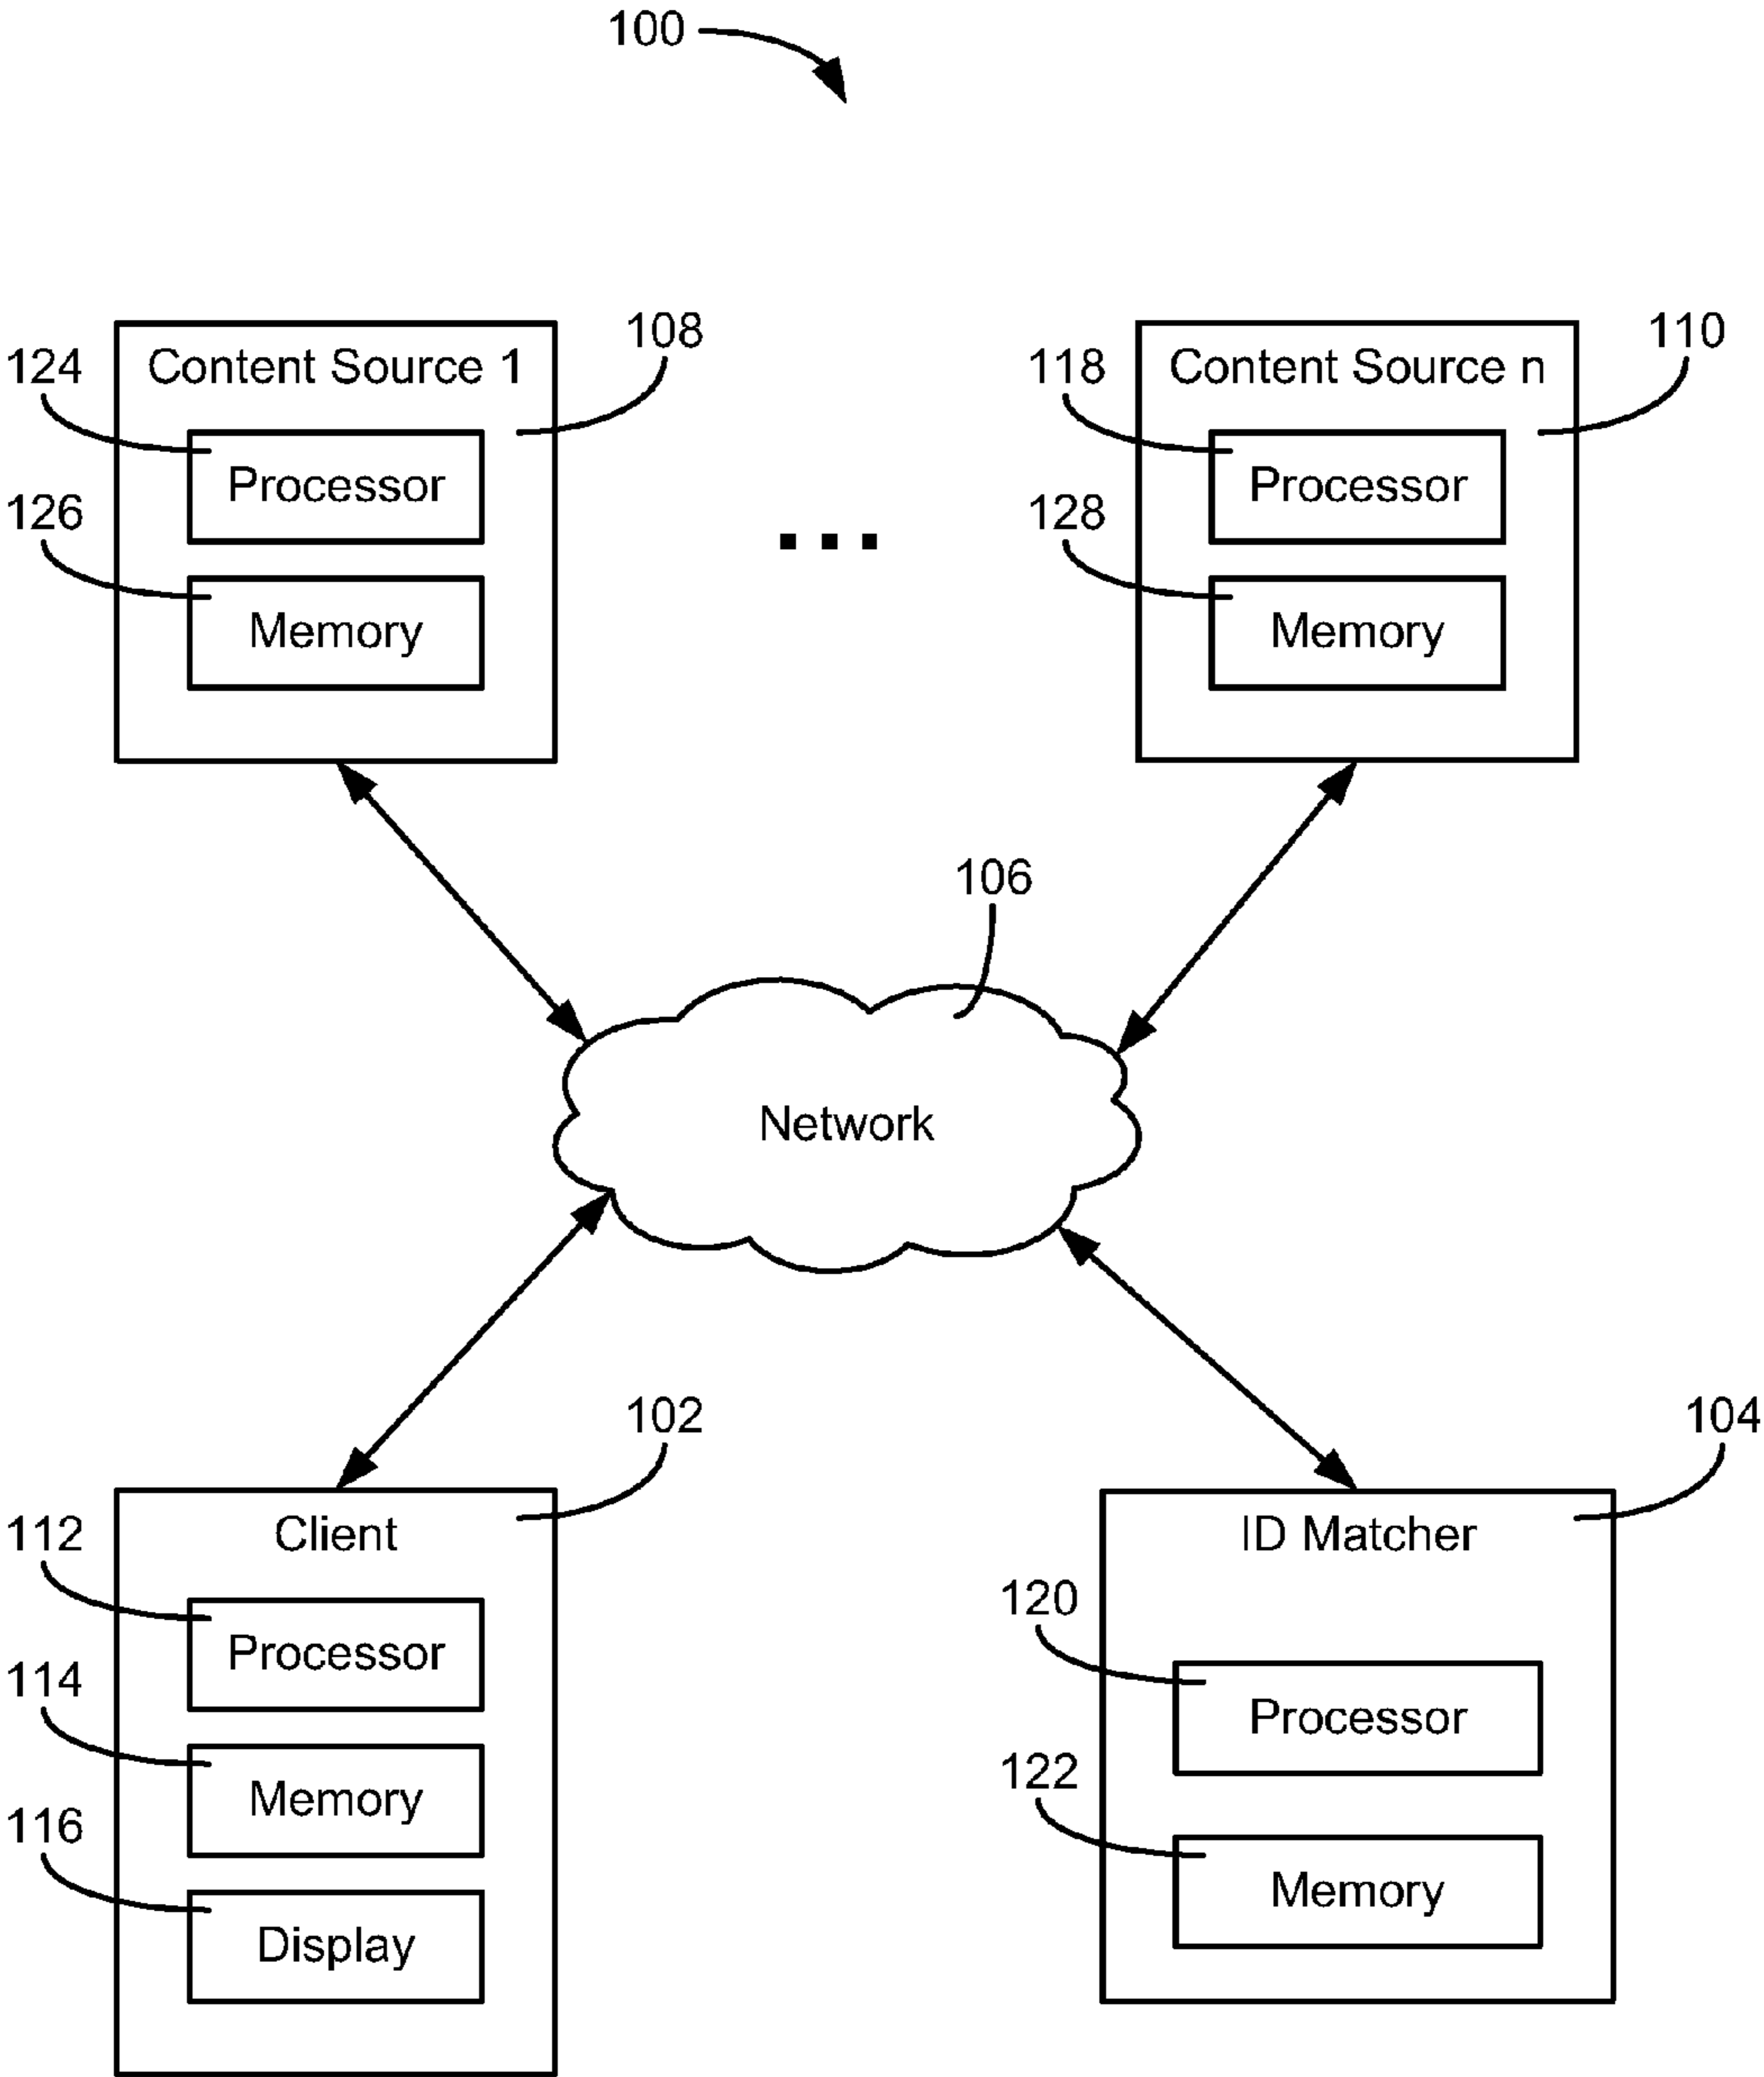 100
108
110
Content Source 1
Content Source n
124
118
Processor
Processor
126
128
Memory
Memory
106
Network
102
104
Client
ID Matcher
112
120
Processor
Processor
114
122
Memory
Memory
116
Display